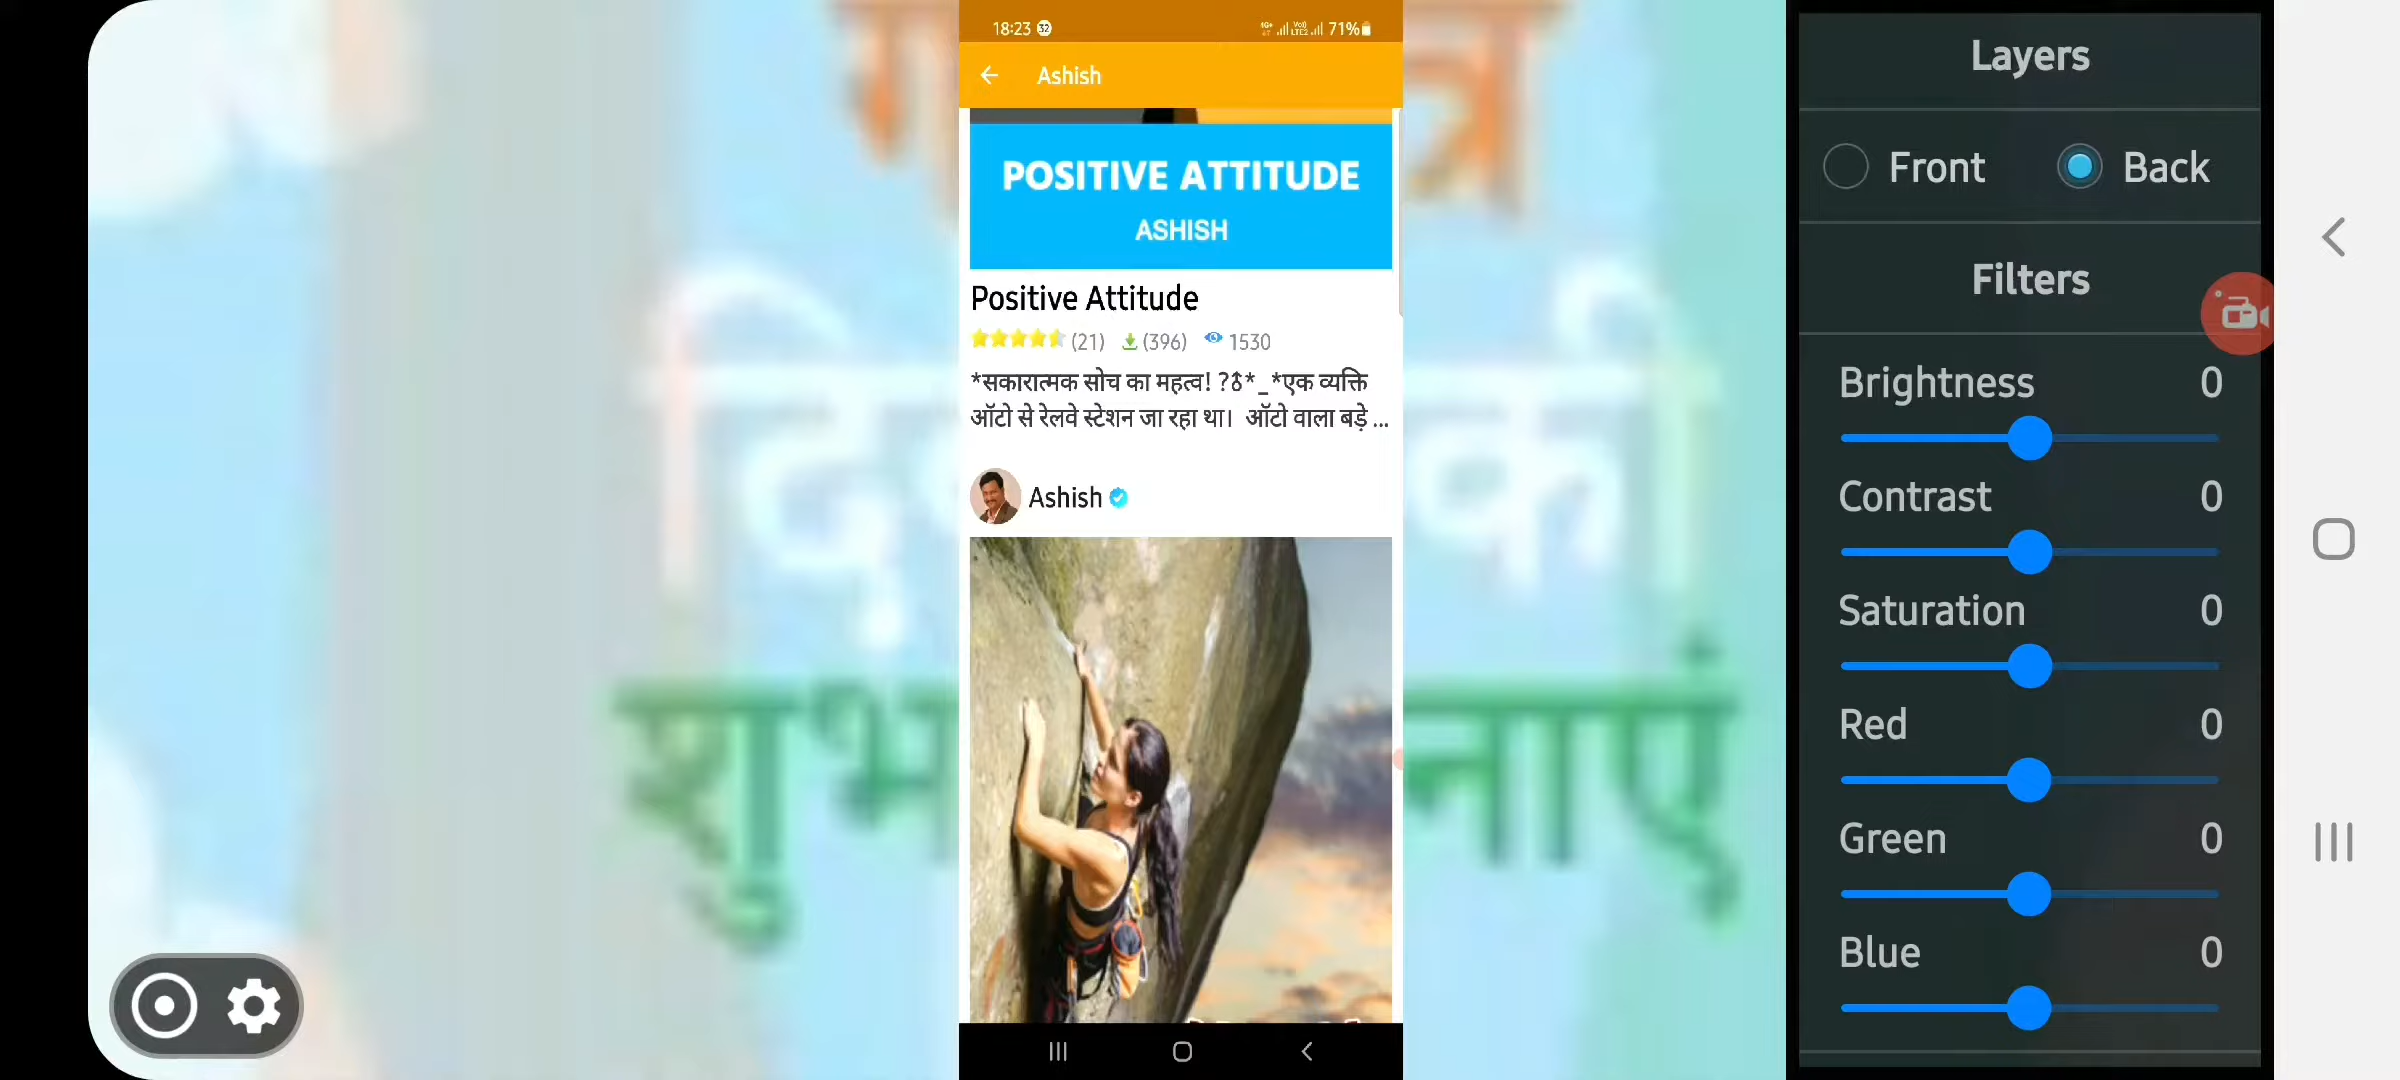 18:23 32
71%
Ashish
POSITIVE ATTITUDE
ASHISH
Positive Attitude
(21) (396) 1530
*सकारात्मक सोच का महत्व! ?ठ*_*एक व्यक्ति
ऑटो से रेलवे स्टेशन जा रहा था। ऑटो वाला बड़े ...
Ashish
Layers
Front Back
Filters
Brightness 0
Contrast 0
Saturation 0
Red 0
Green 0
Blue 0